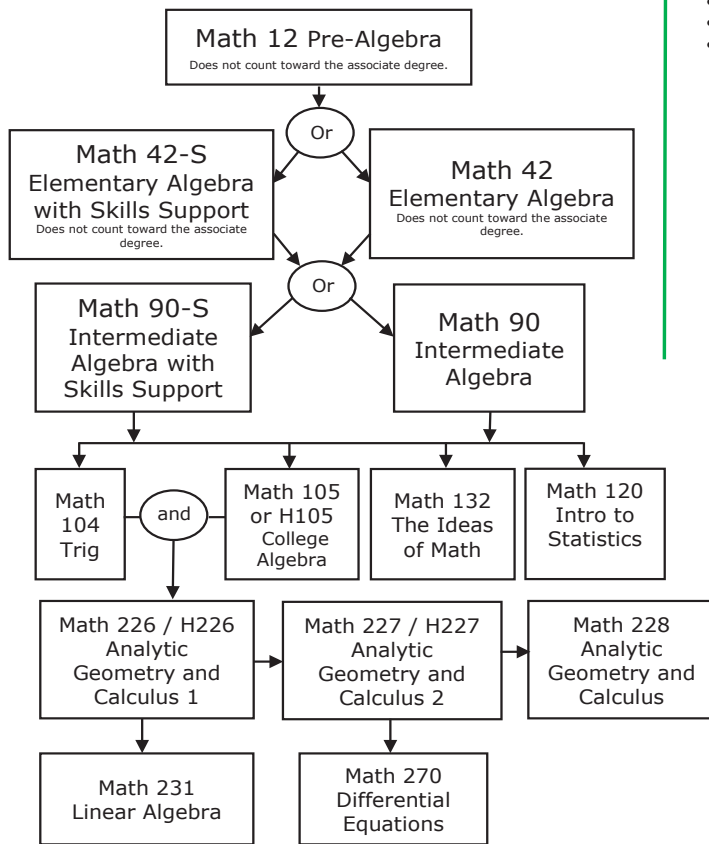 Math 12 Pre-Algebra
Does not count toward the associate degree.
Or
Math 42-S
Elementary Algebra
with Skills Support
Does not count toward the associate
degree.
Math 42
Elementary Algebra
Does not count toward the associate
degree.
Or
Math 90-S
Intermediate
Algebra with
Skills Support
Math 90
Intermediate
Algebra
Math
104
Trig
and
Math 105
or H105
College
Algebra
Math 132
The Ideas
of Math
Math 120
Intro to
Statistics
Math 226 / H226
Analytic
Geometry and
Calculus 1
Math 227 / H227
Analytic
Geometry and
Calculus 2
Math 228
Analytic
Geometry and
Calculus
Math 231
Linear Algebra
Math 270
Differential
Equations